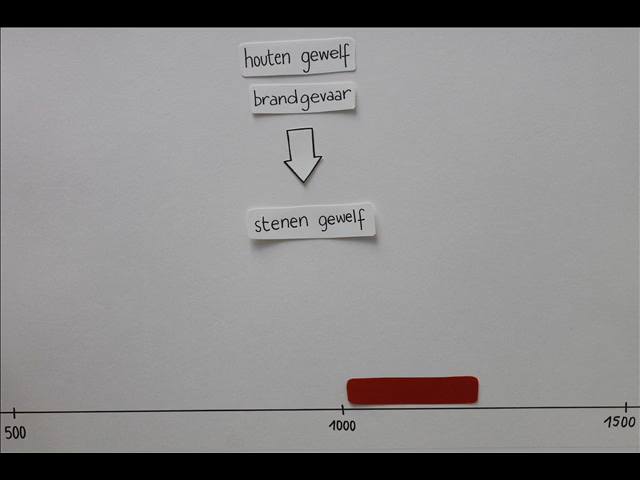 houten gewelf
brandgevaar
stenen gewelf
500
1000
1500